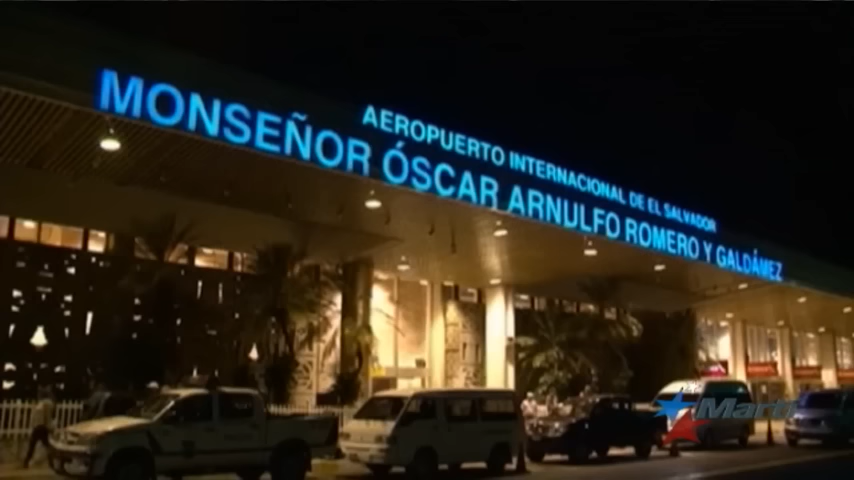 AEROPUERTO INTERNACIONAL DE EL SALVADOR
MONSEÑOR ÓSCAR ARNULFO ROMERO Y GALDÁMEZ
Martí